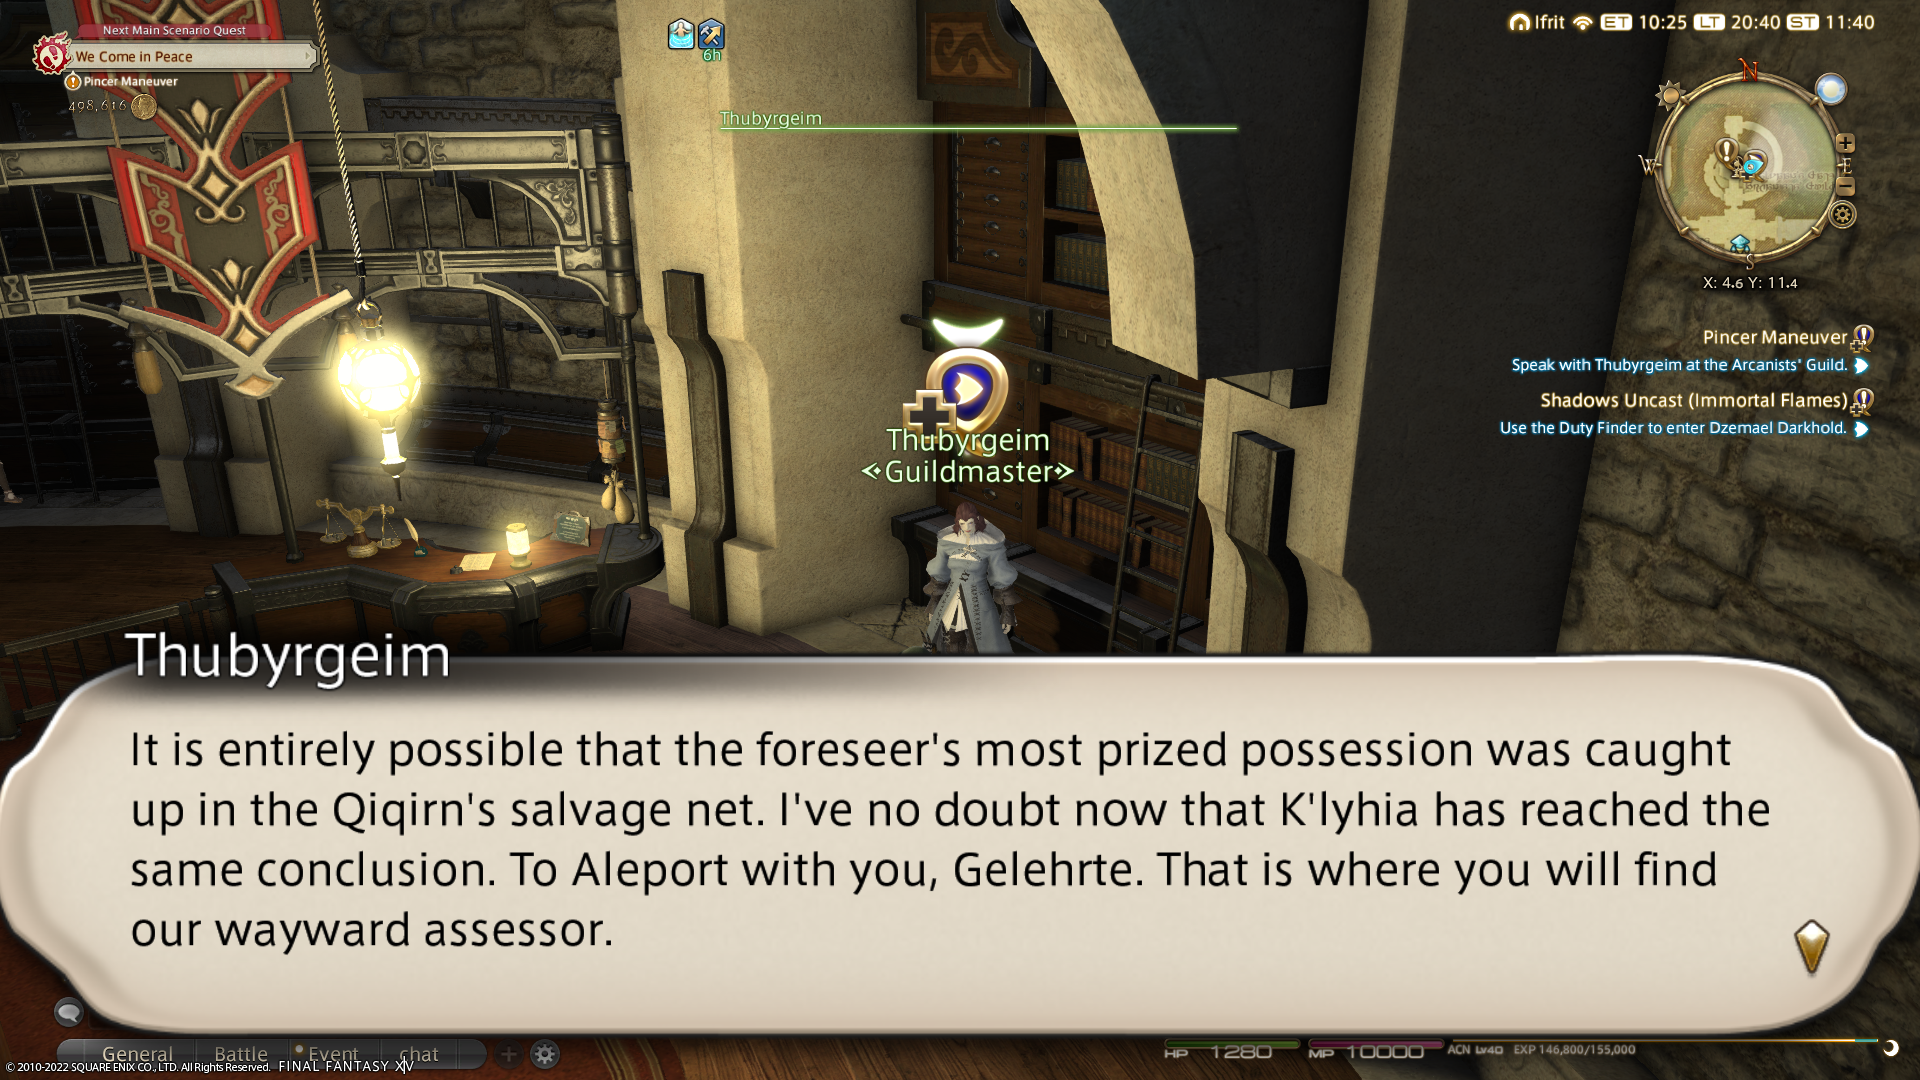 Next Main Scenario Quest
We Come in Peace
Pincer Maneuver
498,616
6h
Ifrit ET 10:25 LT 20:40 ST 11:40
Thubyrgeim
N
W
E
S
X: 4.6 Y: 11.4
Pincer Maneuver
Speak with Thubyrgeim at the Arcanists' Guild.
Shadows Uncast (Immortal Flames)
Use the Duty Finder to enter Dzemael Darkhold.
Thubyrgeim
Guildmaster
Thubyrgeim
It is entirely possible that the foreseer's most prized possession was caught
up in the Qiqirn's salvage net. I've no doubt now that K'lyhia has reached the
same conclusion. To Aleport with you, Gelehrte. That is where you will find
our wayward assessor.
General Battle Event chat
HP 1280 MP 10000 ACN Lv40 EXP 146,800/155,000
© 2010-2022 SQUARE ENIX CO., LTD. All Rights Reserved. FINAL FANTASY XIV